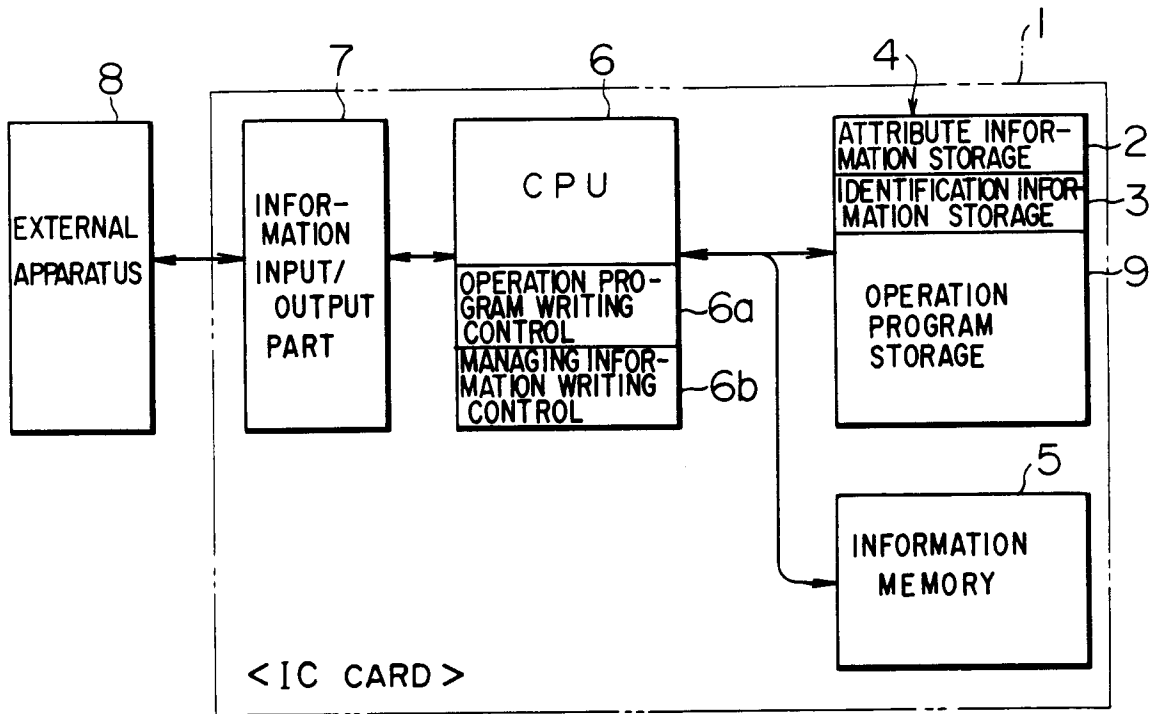 1
8
7
6
4
EXTERNAL
APPARATUS
INFOR-
MATION
INPUT/
OUTPUT
PART
CPU
OPERATION PRO-
GRAM WRITING
CONTROL
6a
MANAGING INFOR-
MATION WRITING
CONTROL
6b
ATTRIBUTE INFOR-
MATION STORAGE
2
IDENTIFICATION INFOR-
MATION STORAGE
3
OPERATION
PROGRAM
STORAGE
9
5
INFORMATION
MEMORY
<IC CARD>